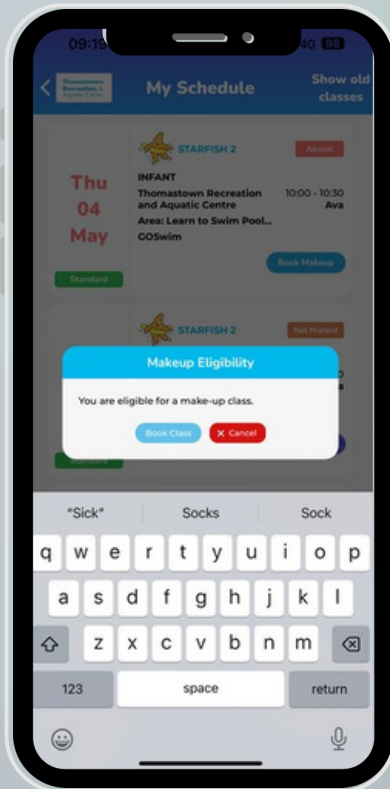 09:19
4G 98
Thomastown
Recreation &
Aquatic Centre
My Schedule
Show old
classes
STARFISH 2
Absent
Thu
04
May
INFANT
Thomastown Recreation
and Aquatic Centre
10:00 - 10:30
Ava
Area: Learn to Swim Pool...
GOSwim
Book Makeup
Standard
STARFISH 2
Not Marked
Makeup Eligibility
You are eligible for a make-up class.
Book Class
X Cancel
Standard
"Sick"
Socks
Sock
q w e r t y u i o p
a s d f g h j k l
z x c v b n m
123
space
return